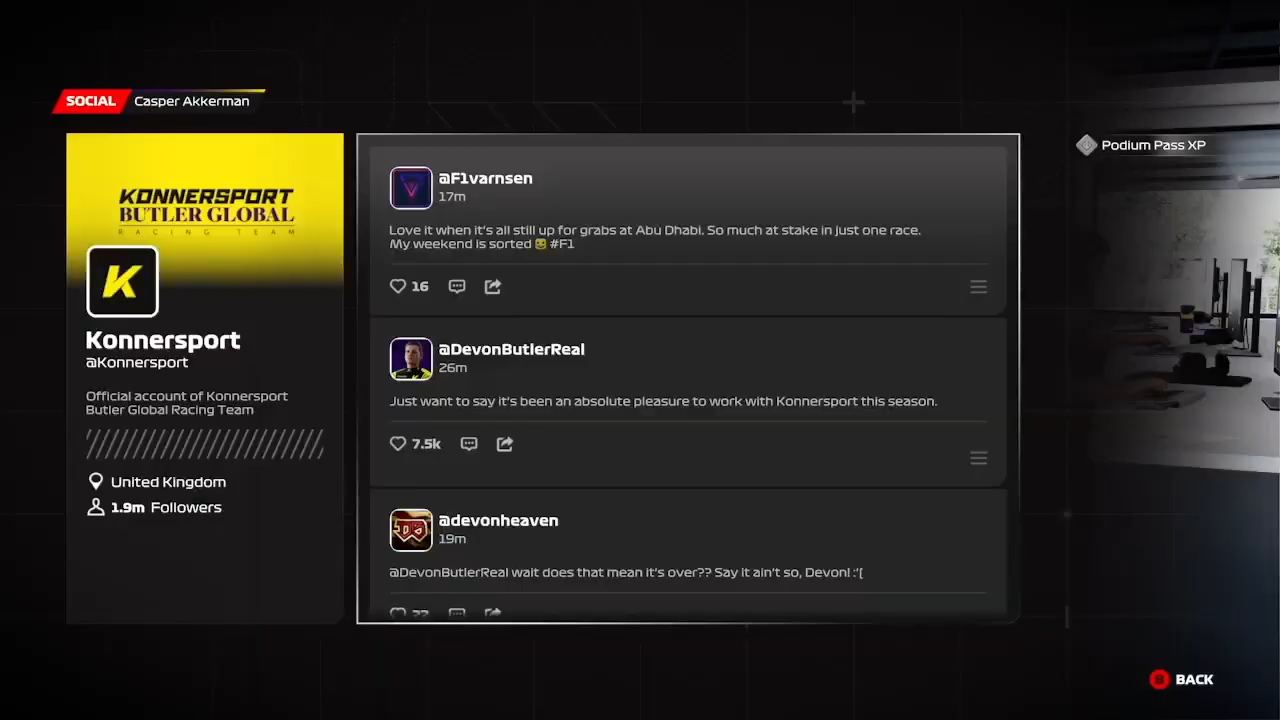 SOCIAL Casper Akkerman
KONNERSPORT
BUTLER GLOBAL
RACING TEAM
K
Konnersport
@Konnersport
Official account of Konnersport
Butler Global Racing Team
United Kingdom
1.9m Followers
@F1varnsen
17m
Love it when it's all still up for grabs at Abu Dhabi. So much at stake in just one race.
My weekend is sorted 😆 #F1
16
@DevonButlerReal
26m
Just want to say it's been an absolute pleasure to work with Konnersport this season.
7.5k
@devonheaven
19m
@DevonButlerReal wait does that mean it's over?? Say it ain't so, Devon! :'(
Podium Pass XP
B BACK